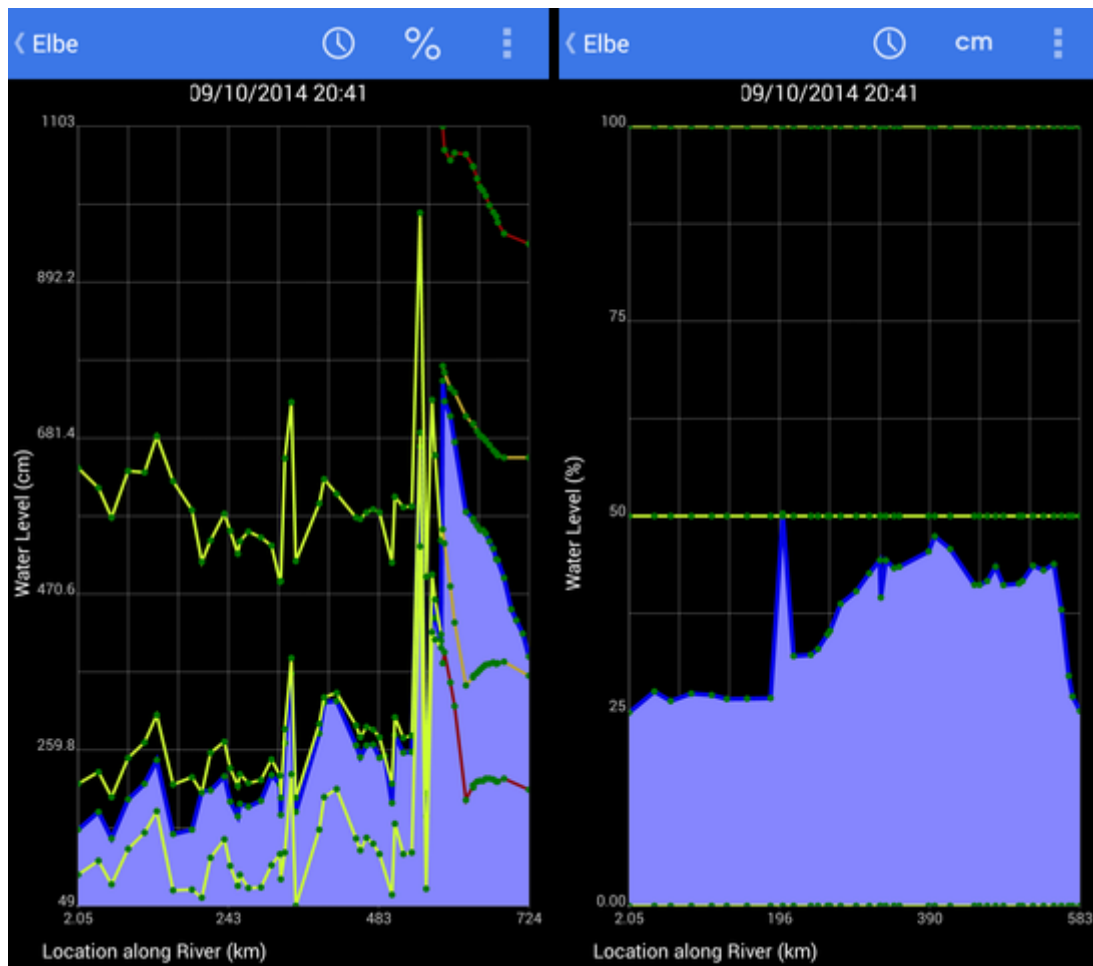 Elbe %
09/10/2014 20:41
1103
892.2
681.4
470.6
259.8
49
Water Level (cm)
2.05 243 483 724
Location along River (km)
Elbe cm
09/10/2014 20:41
100
75
50
25
0.00
Water Level (%)
2.05 196 390 583
Location along River (km)